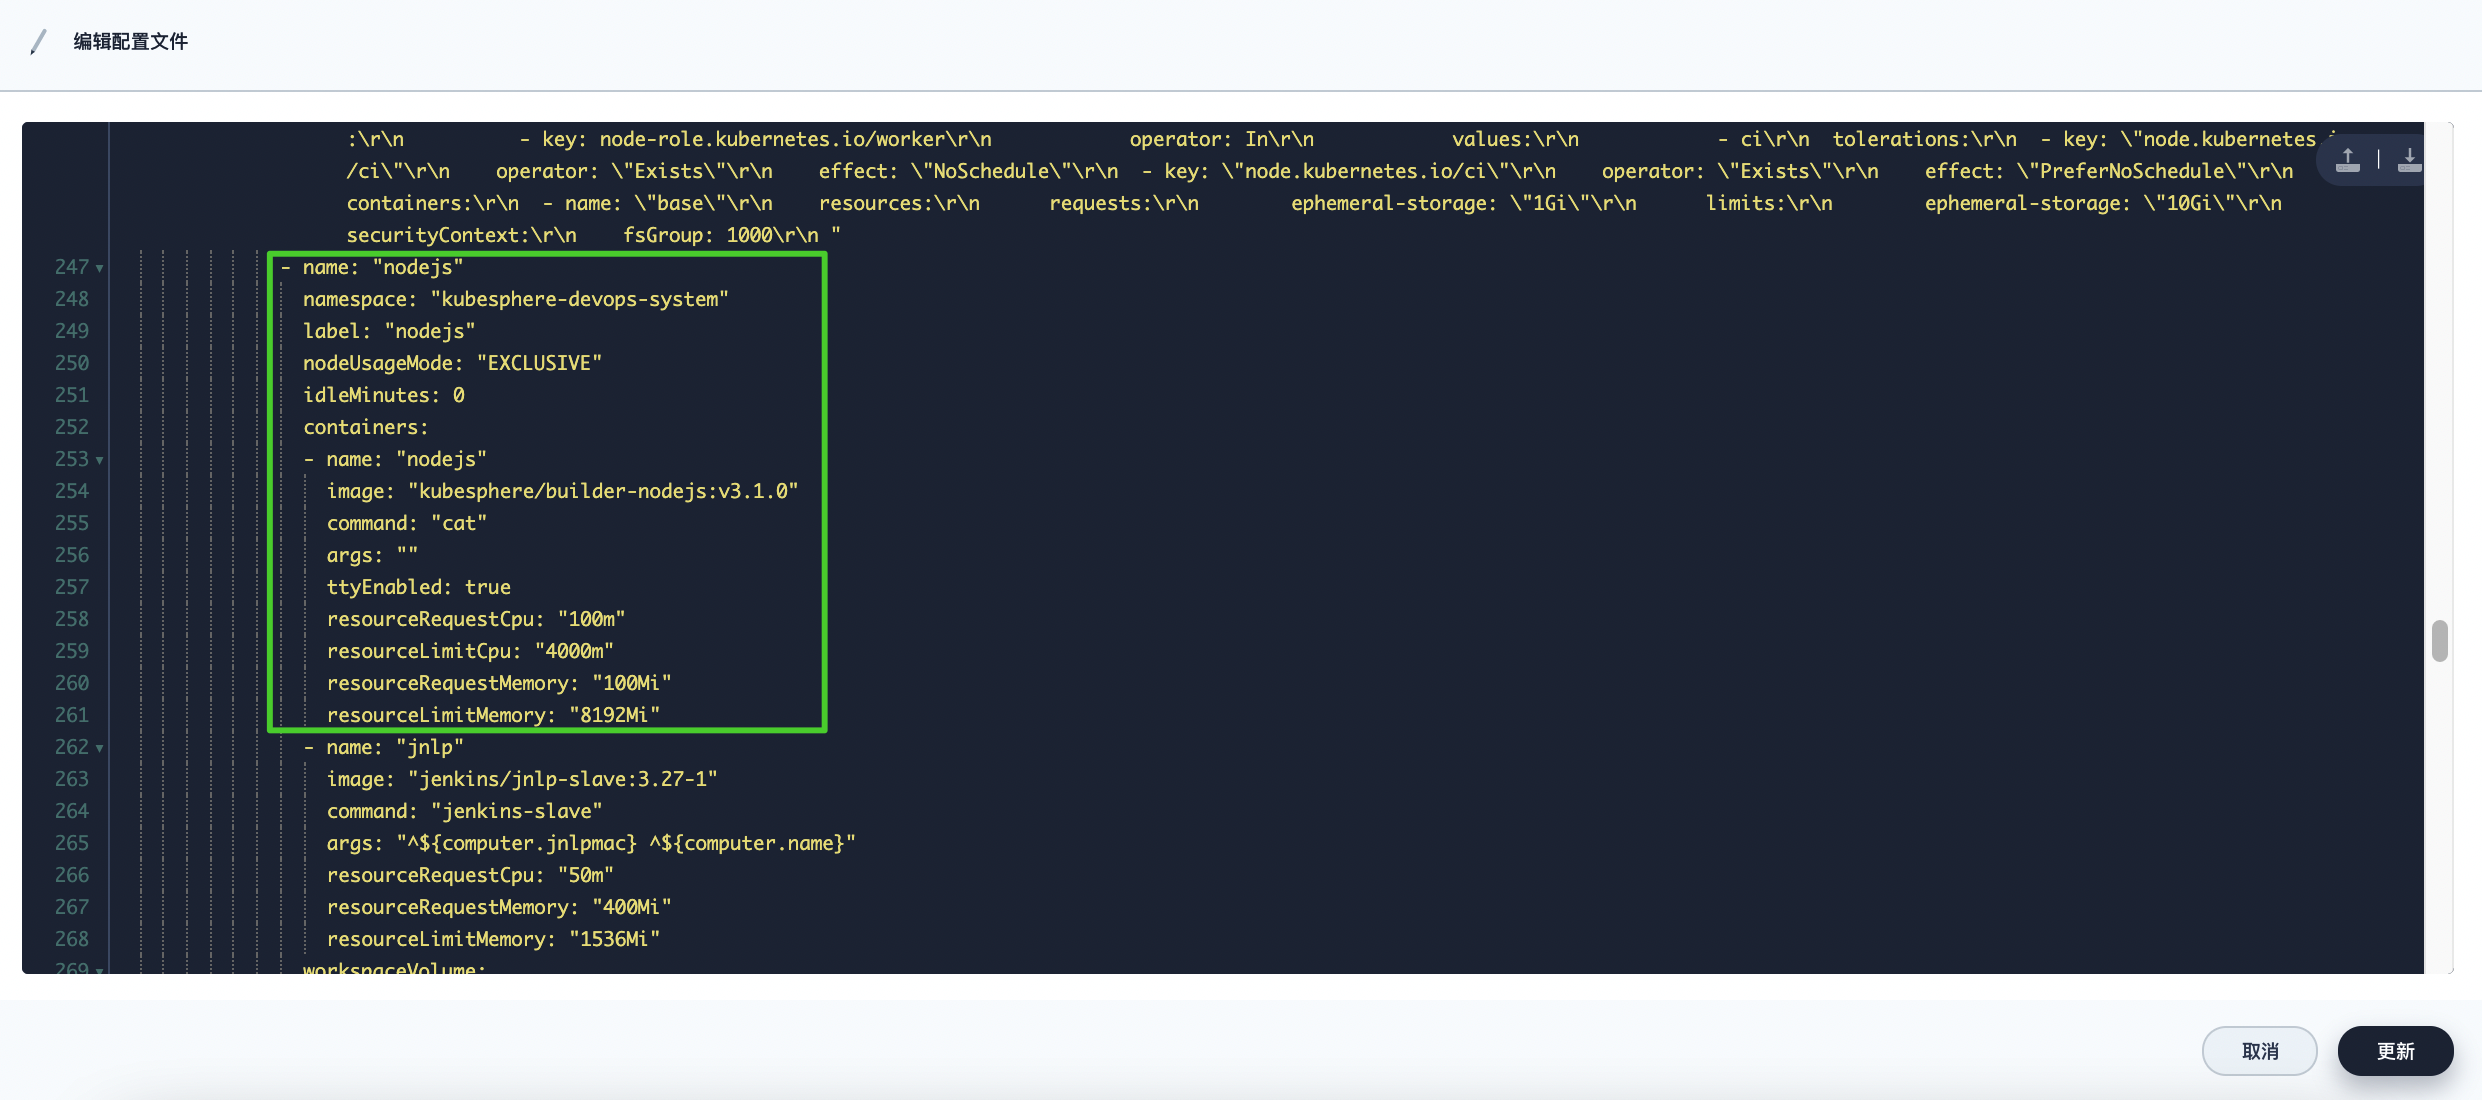 编辑配置文件
:\r\n          - key: node-role.kubernetes.io/worker\r\n            operator: In\r\n            values:\r\n            - ci\r\n  tolerations:\r\n  - key: \"node.kubernetes.
/ci\"\r\n    operator: \"Exists\"\r\n    effect: \"NoSchedule\"\r\n  - key: \"node.kubernetes.io/ci\"\r\n    operator: \"Exists\"\r\n    effect: \"PreferNoSchedule\"\r\n
containers:\r\n  - name: \"base\"\r\n    resources:\r\n      requests:\r\n        ephemeral-storage: \"1Gi\"\r\n      limits:\r\n        ephemeral-storage: \"10Gi\"\r\n
securityContext:\r\n    fsGroup: 1000\r\n "
247 - name: "nodejs"
248 namespace: "kubesphere-devops-system"
249 label: "nodejs"
250 nodeUsageMode: "EXCLUSIVE"
251 idleMinutes: 0
252 containers:
253 - name: "nodejs"
254 image: "kubesphere/builder-nodejs:v3.1.0"
255 command: "cat"
256 args: ""
257 ttyEnabled: true
258 resourceRequestCpu: "100m"
259 resourceLimitCpu: "4000m"
260 resourceRequestMemory: "100Mi"
261 resourceLimitMemory: "8192Mi"
262 - name: "jnlp"
263 image: "jenkins/jnlp-slave:3.27-1"
264 command: "jenkins-slave"
265 args: "^${computer.jnlpmac} ^${computer.name}"
266 resourceRequestCpu: "50m"
267 resourceRequestMemory: "400Mi"
268 resourceLimitMemory: "1536Mi"
269 workspaceVolume:
取消
更新